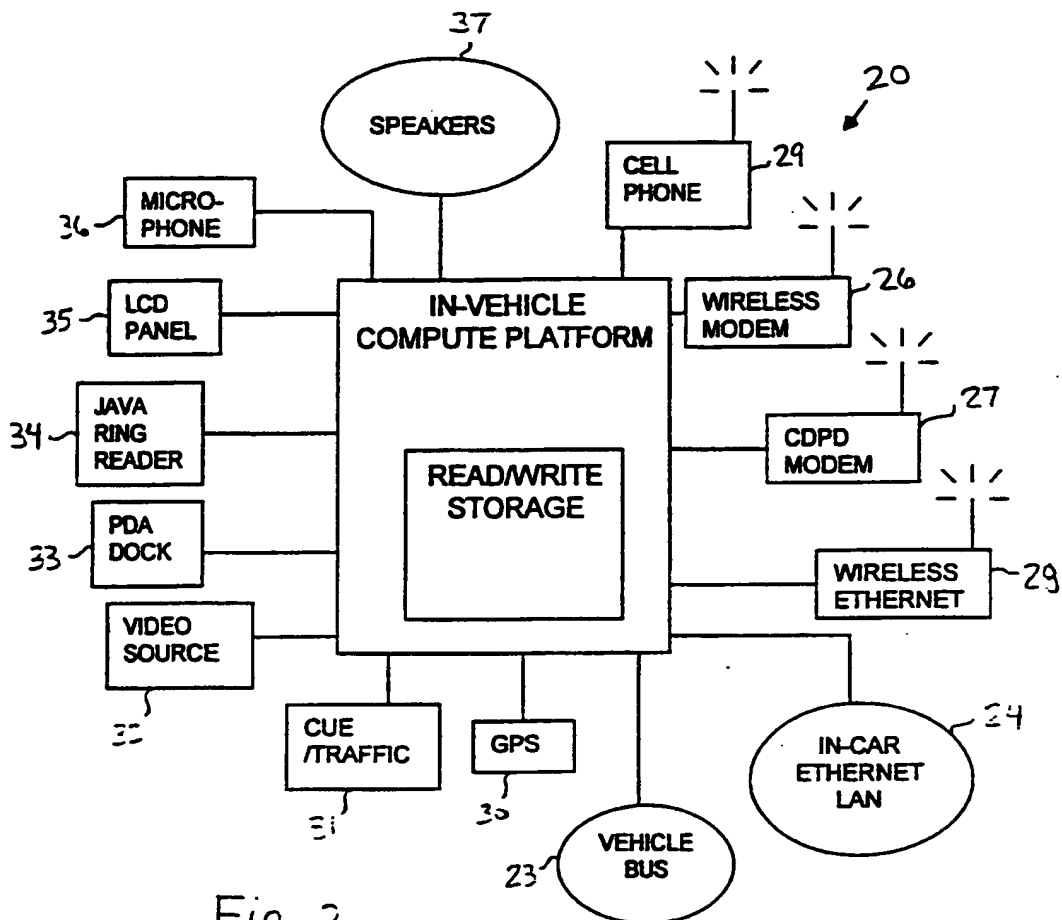 37
SPEAKERS
20
CELL
PHONE
29
MICRO-
PHONE
36
IN-VEHICLE
COMPUTE PLATFORM
WIRELESS
MODEM
26
LCD
PANEL
35
JAVA
RING
READER
34
READ/WRITE
STORAGE
CDPD
MODEM
27
PDA
DOCK
33
WIRELESS
ETHERNET
29
VIDEO
SOURCE
CUE
/TRAFFIC
31
GPS
30
IN-CAR
ETHERNET
LAN
24
VEHICLE
BUS
23